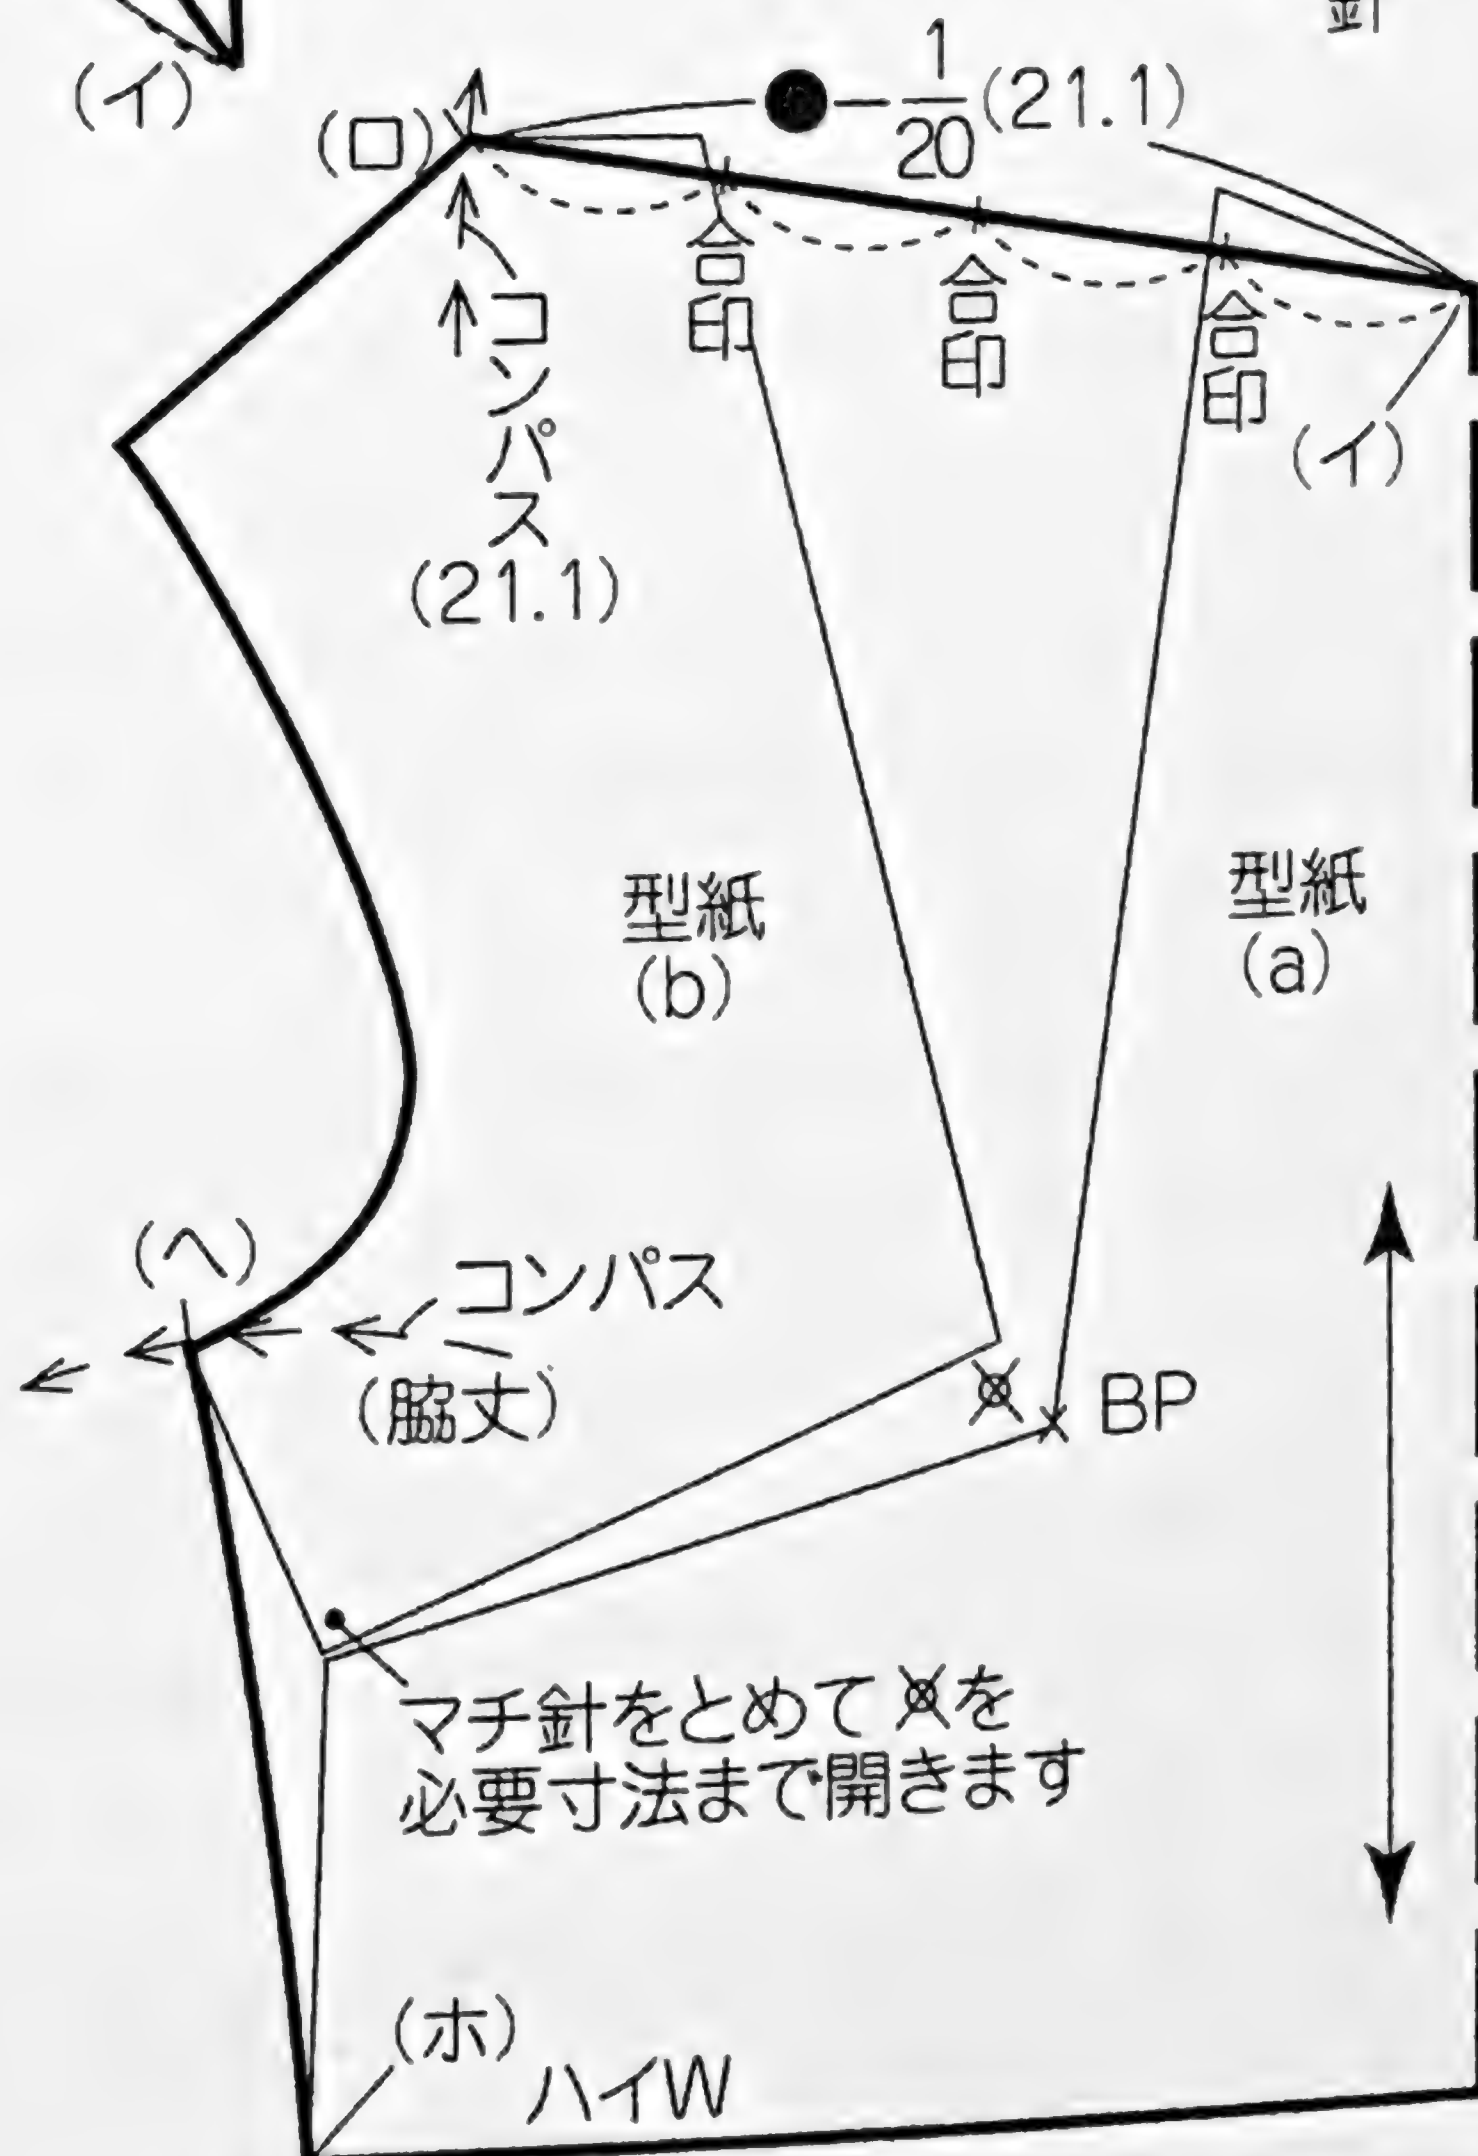 (イ)
(ロ)
●−1/20(21.1)
合印
合印
合印
(イ)
コンパス
(21.1)
型紙
(b)
型紙
(a)
(ヘ)
コンパス
(脇丈)
BP
マチ針をとめて※を
必要寸法まで開きます
(ホ)
ハイW